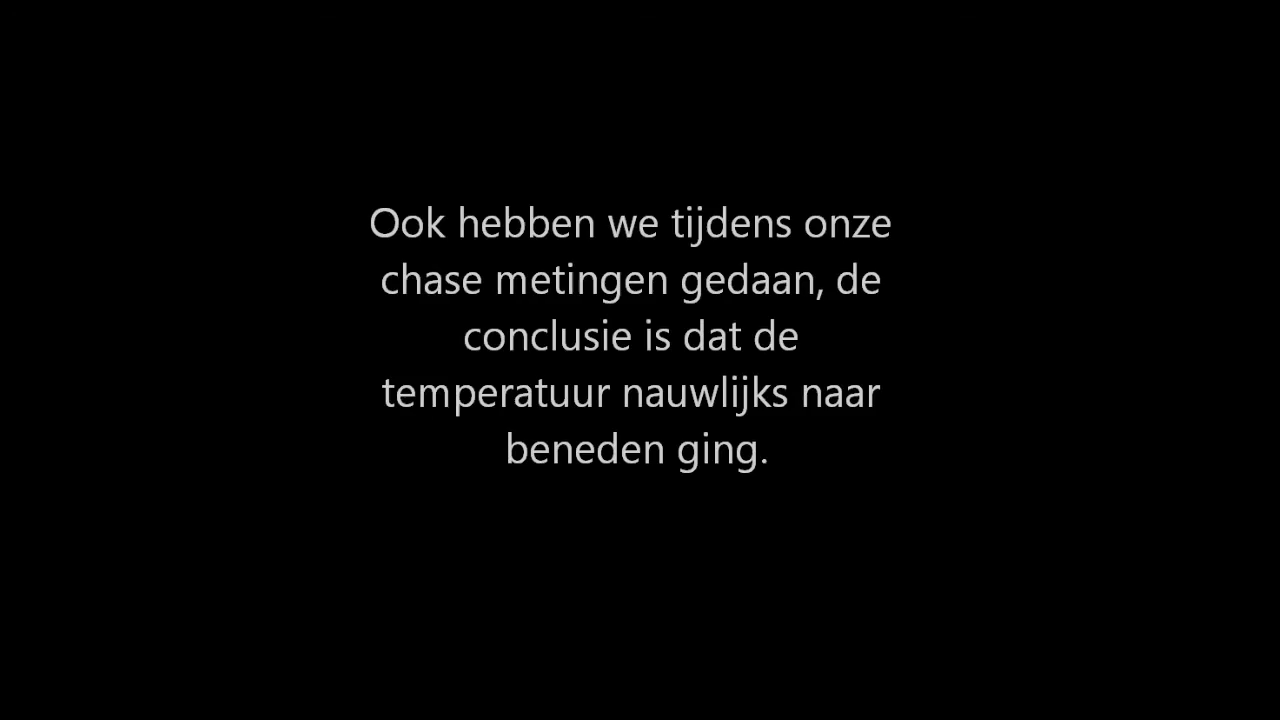 Ook hebben we tijdens onze
chase metingen gedaan, de
conclusie is dat de
temperatuur nauwlijks naar
beneden ging.